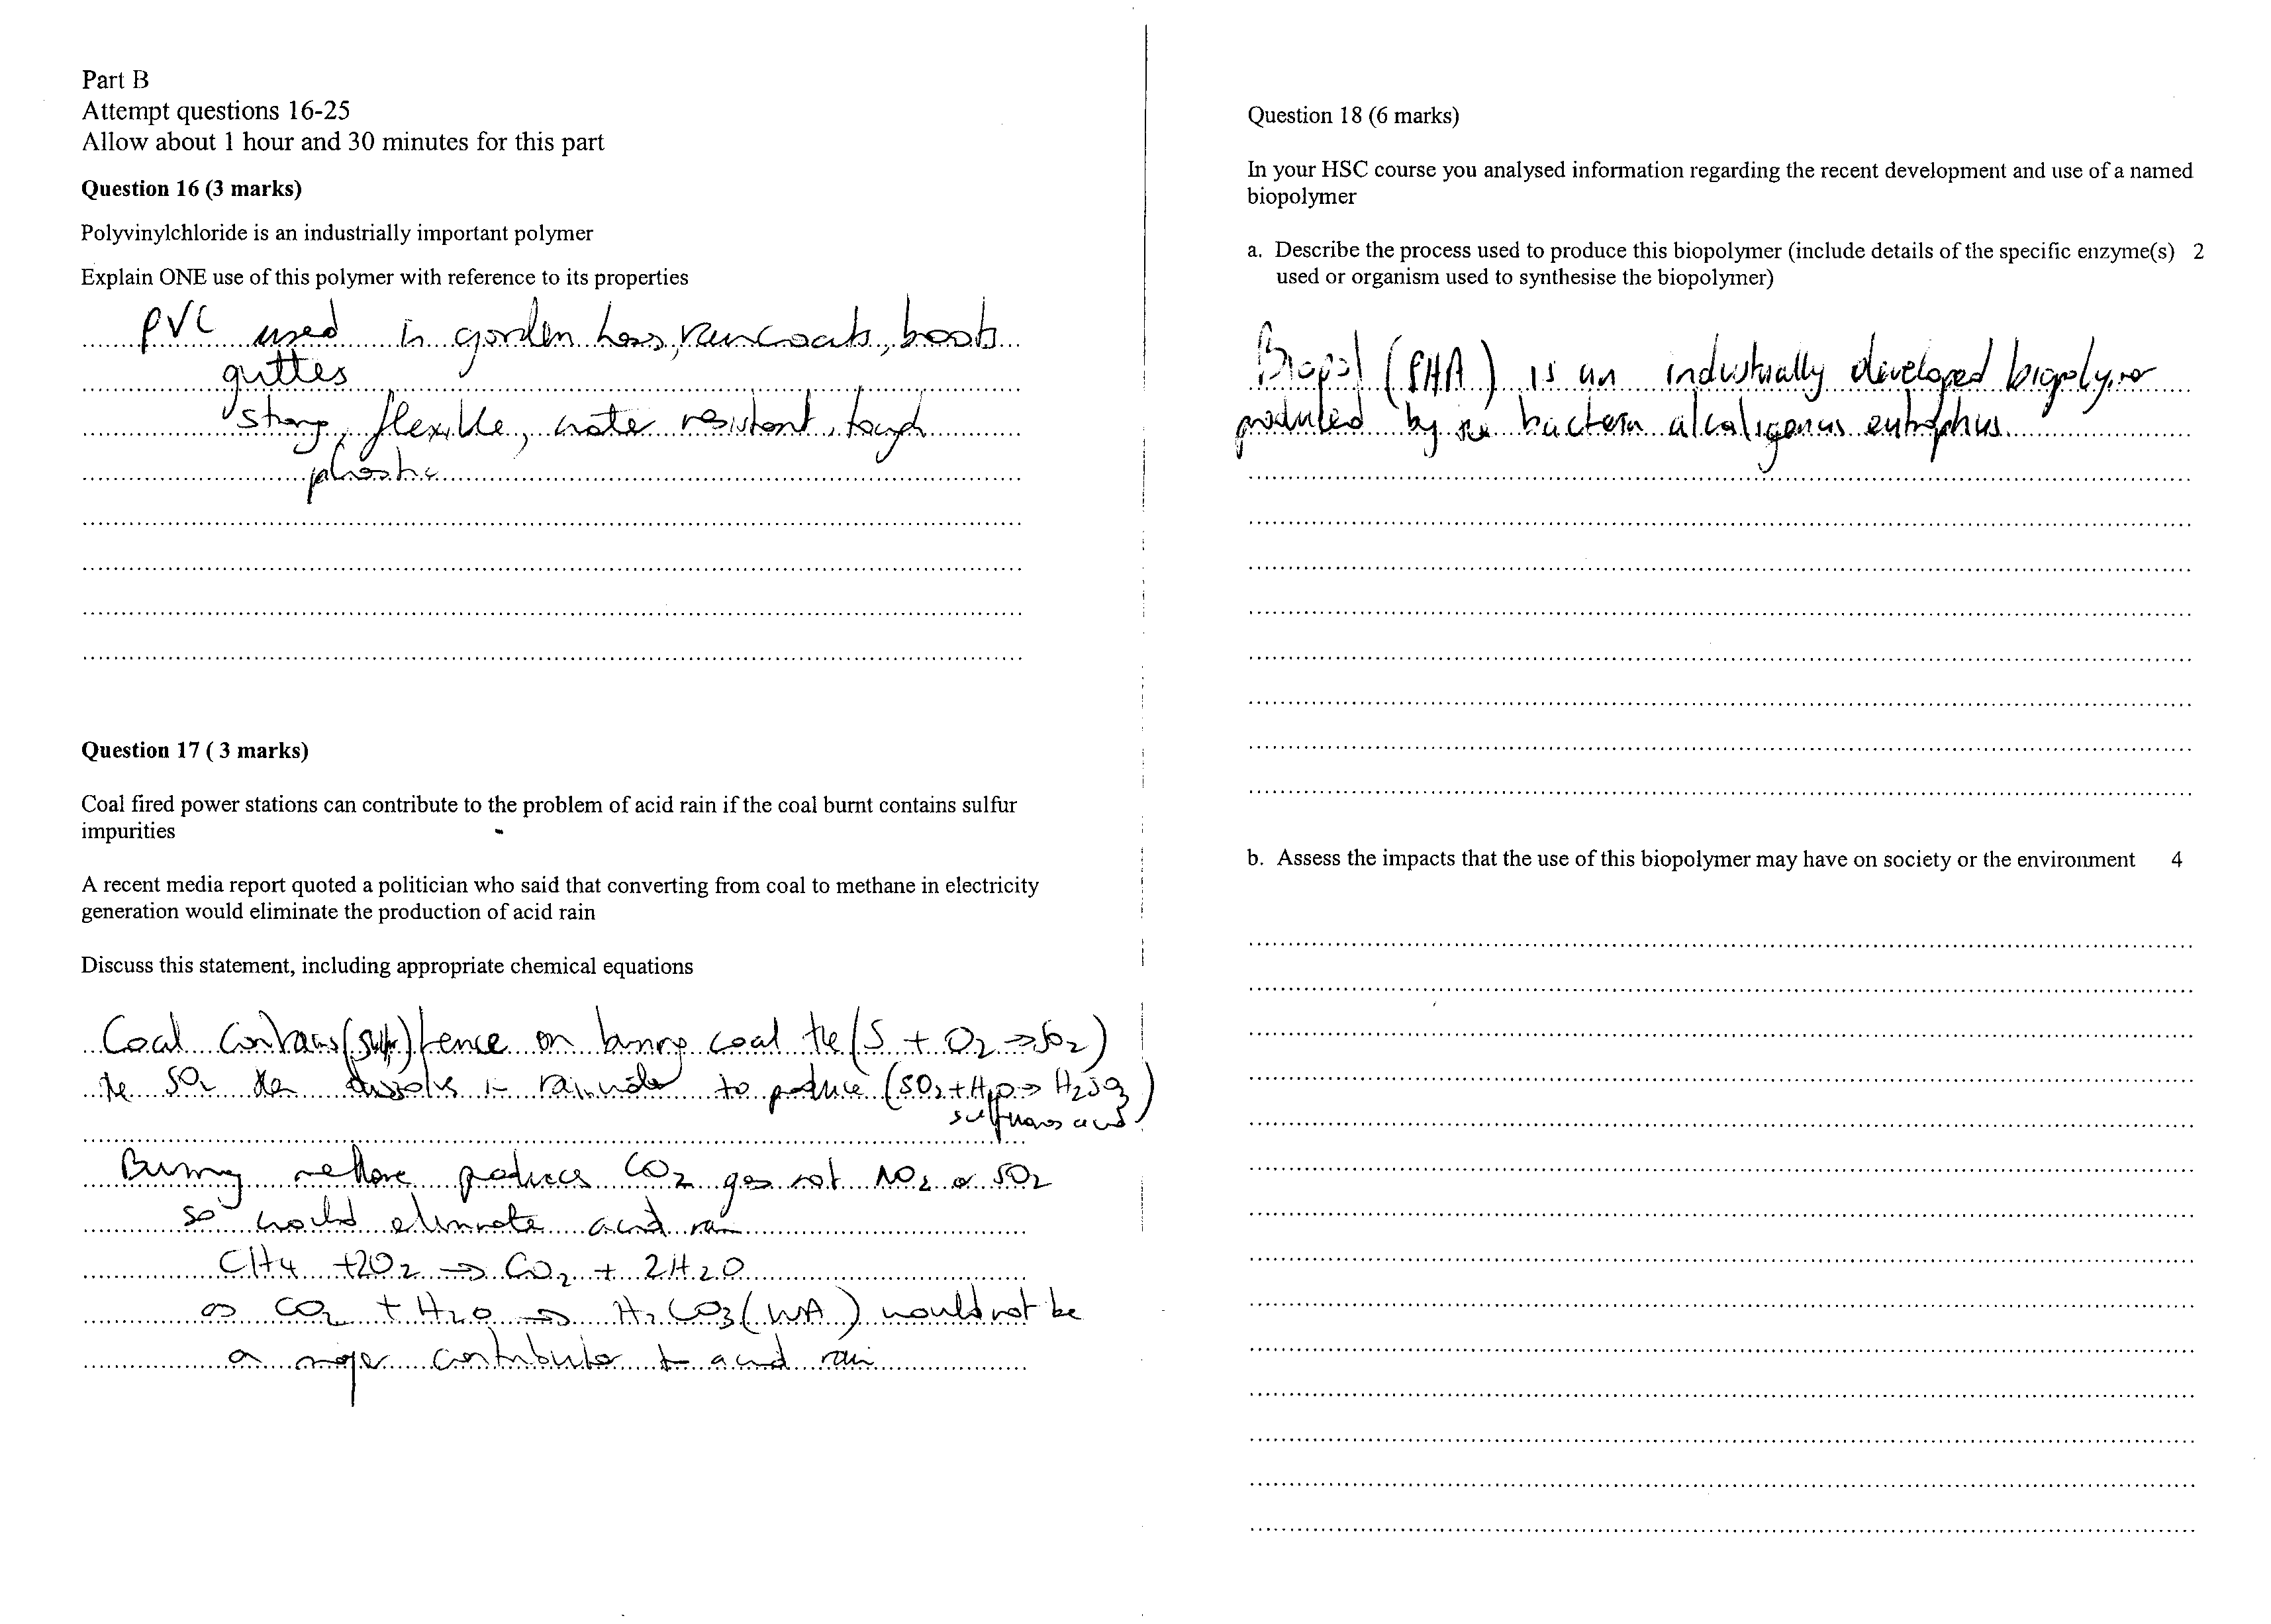 Part B
Attempt questions 16-25
Allow about 1 hour and 30 minutes for this part
Question 16 (3 marks)
Polyvinylchloride is an industrially important polymer
Explain ONE use of this polymer with reference to its properties
PVC used in garden hoses, raincoats, boots
guttes
strong, flexible, water resistant, tough
plastic
Question 17 ( 3 marks)
Coal fired power stations can contribute to the problem of acid rain if the coal burnt contains sulfur
impurities
A recent media report quoted a politician who said that converting from coal to methane in electricity
generation would eliminate the production of acid rain
Discuss this statement, including appropriate chemical equations
Coal contains (sulfur) hence on burning coal the (S + O2 → SO2)
the SO2 then dissolves in rainwater to produce (SO2 + H2O → H2SO3
sulfurous acid)
Burning methane produces CO2 gas not NO2 or SO2
so would eliminate acid rain
CH4 + 2O2 → CO2 + 2H2O
as CO2 + H2O → H2CO3 (WA) would not be
a major contributor to acid rain
Question 18 (6 marks)
In your HSC course you analysed information regarding the recent development and use of a named
biopolymer
a. Describe the process used to produce this biopolymer (include details of the specific enzyme(s) 2
used or organism used to synthesise the biopolymer)
Biopol (PHA) is an industrially developed biopolymer
produced by the bacteria alcaligenus eutrophus
b. Assess the impacts that the use of this biopolymer may have on society or the environment 4